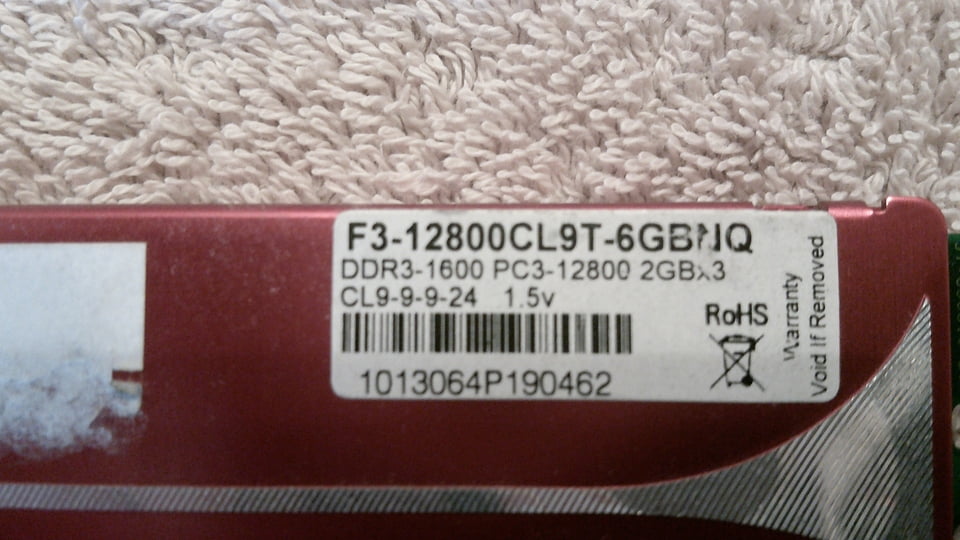 F3-12800CL9T-6GBNQ
DDR3-1600 PC3-12800 2GBx3
CL9-9-9-24 1.5v
1013064P190462
RoHS
Warranty
Void If Removed